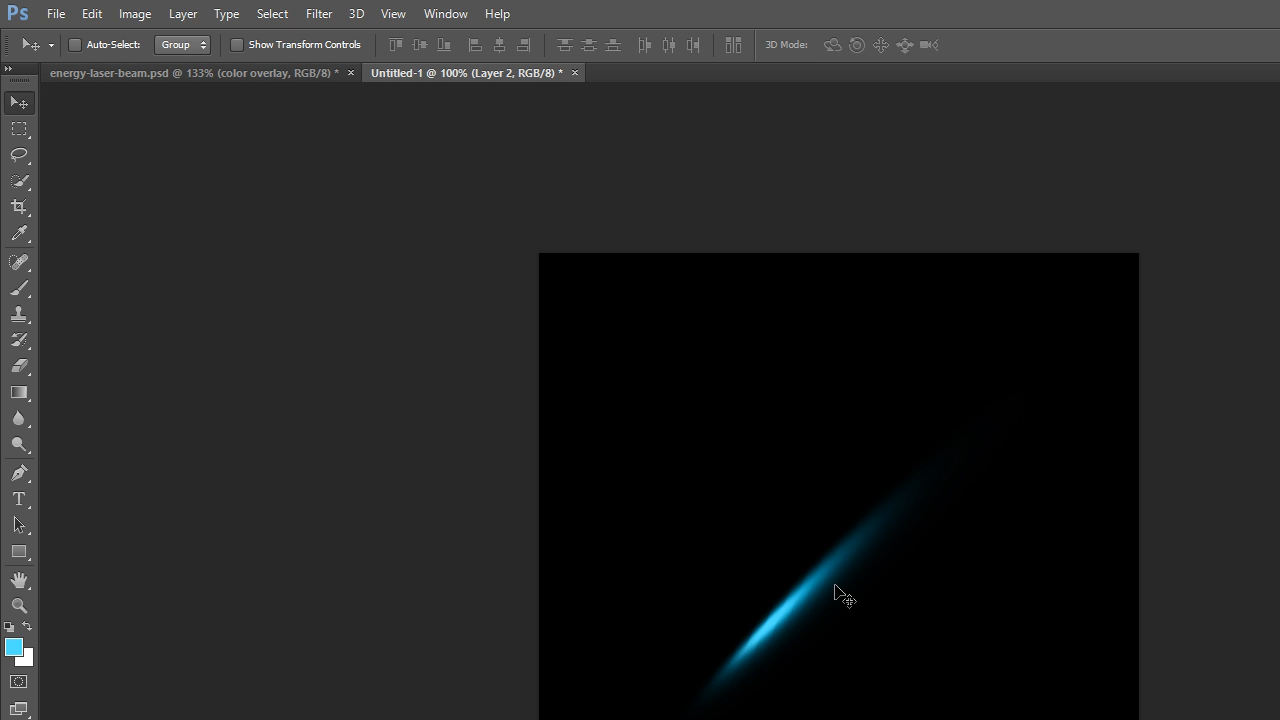 Ps File Edit Image Layer Type Select Filter 3D View Window Help
Auto-Select: Group Show Transform Controls 3D Mode:
energy-laser-beam.psd @ 133% (color overlay, RGB/8) * × Untitled-1 @ 100% (Layer 2, RGB/8) * ×
T